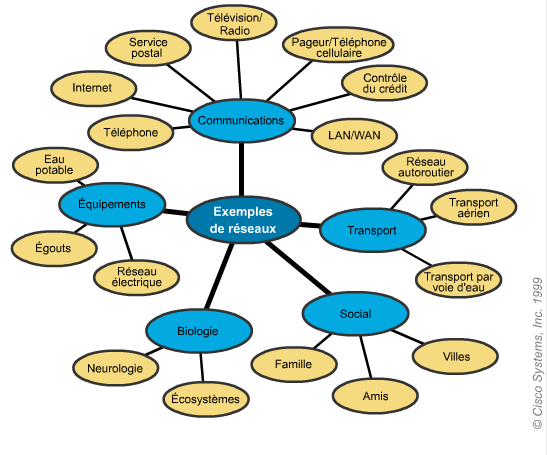 Télévision/
Radio
Service
postal
Pageur/Téléphone
cellulaire
Internet
Contrôle
du crédit
Téléphone
Communications
LAN/WAN
Eau
potable
Réseau
autoroutier
Équipements
Exemples
de réseaux
Transport
aérien
Transport
Égouts
Réseau
électrique
Transport par
voie d'eau
Biologie
Social
Neurologie
Famille
Villes
Écosystèmes
Amis
© Cisco Systems, Inc. 1999